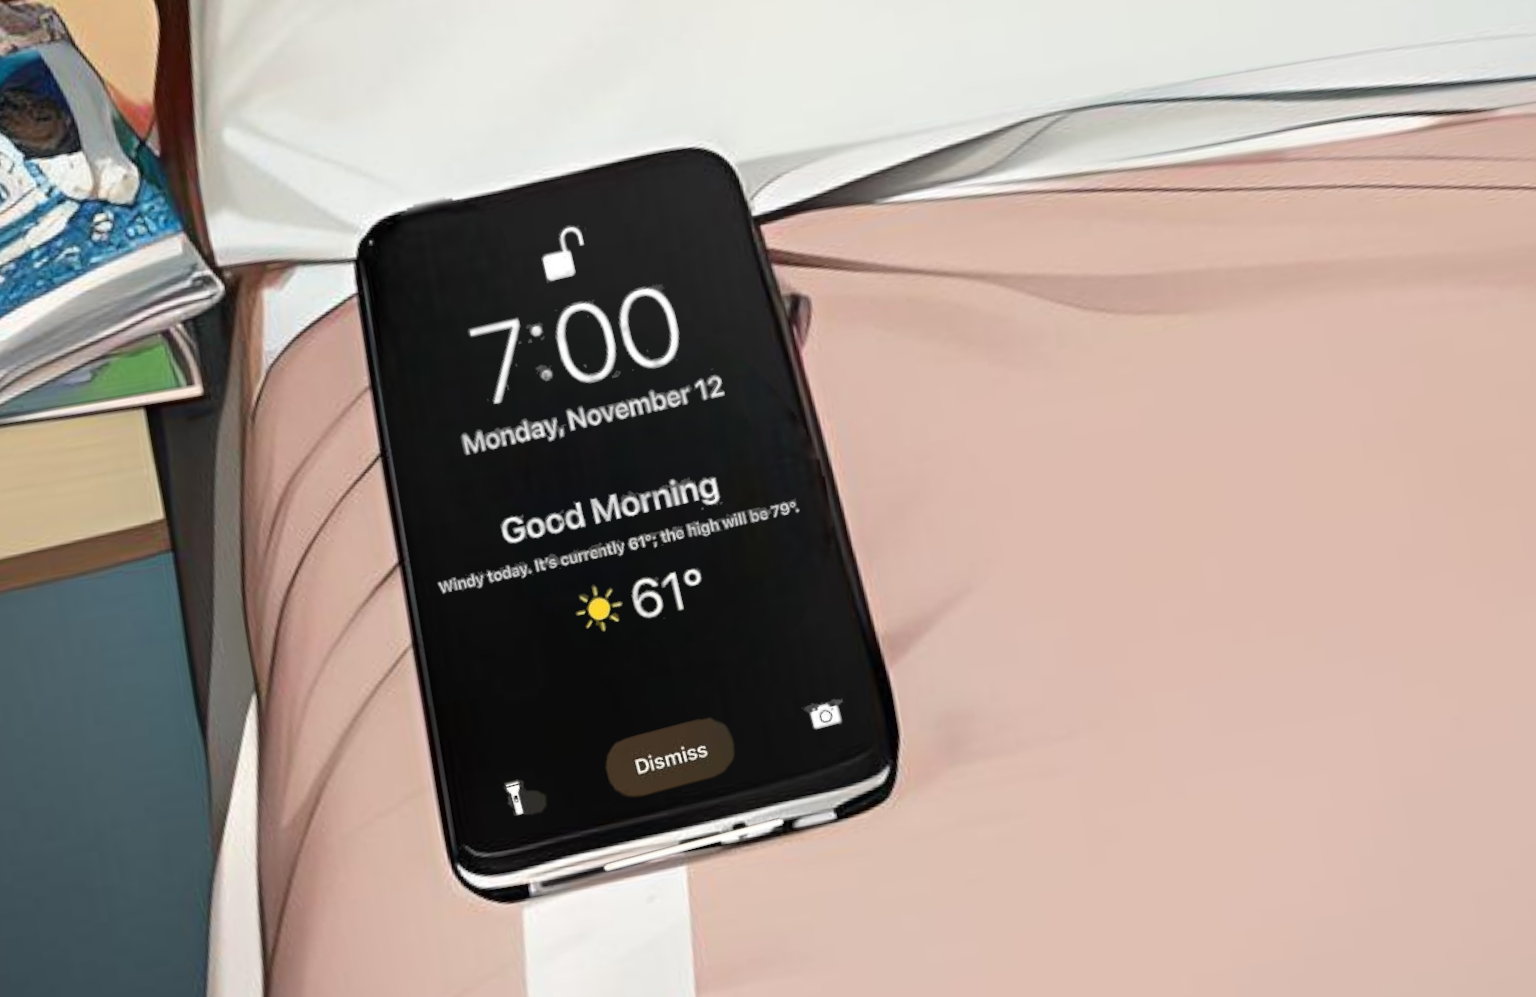 7:00
Monday, November 12
Good Morning
Windy today. It's currently 61°; the high will be 79°.
61°
Dismiss